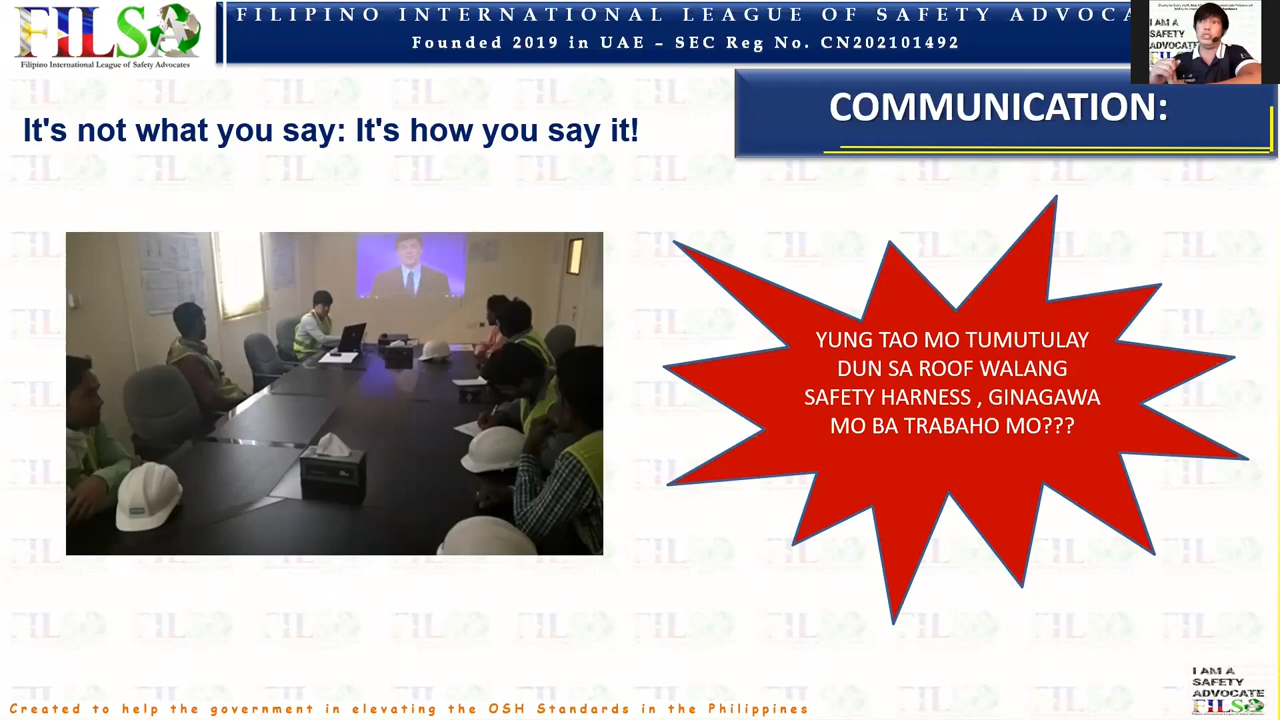 FILSA
Filipino International League of Safety Advocates
FILIPINO INTERNATIONAL LEAGUE OF SAFETY ADVOCA
Founded 2019 in UAE – SEC Reg No. CN202101492
I AM A
SAFETY
ADVOCATE
COMMUNICATION:
It's not what you say: It's how you say it!
YUNG TAO MO TUMUTULAY
DUN SA ROOF WALANG
SAFETY HARNESS , GINAGAWA
MO BA TRABAHO MO???
I AM A
SAFETY
ADVOCATE
FILSA
Created to help the government in elevating the OSH Standards in the Philippines